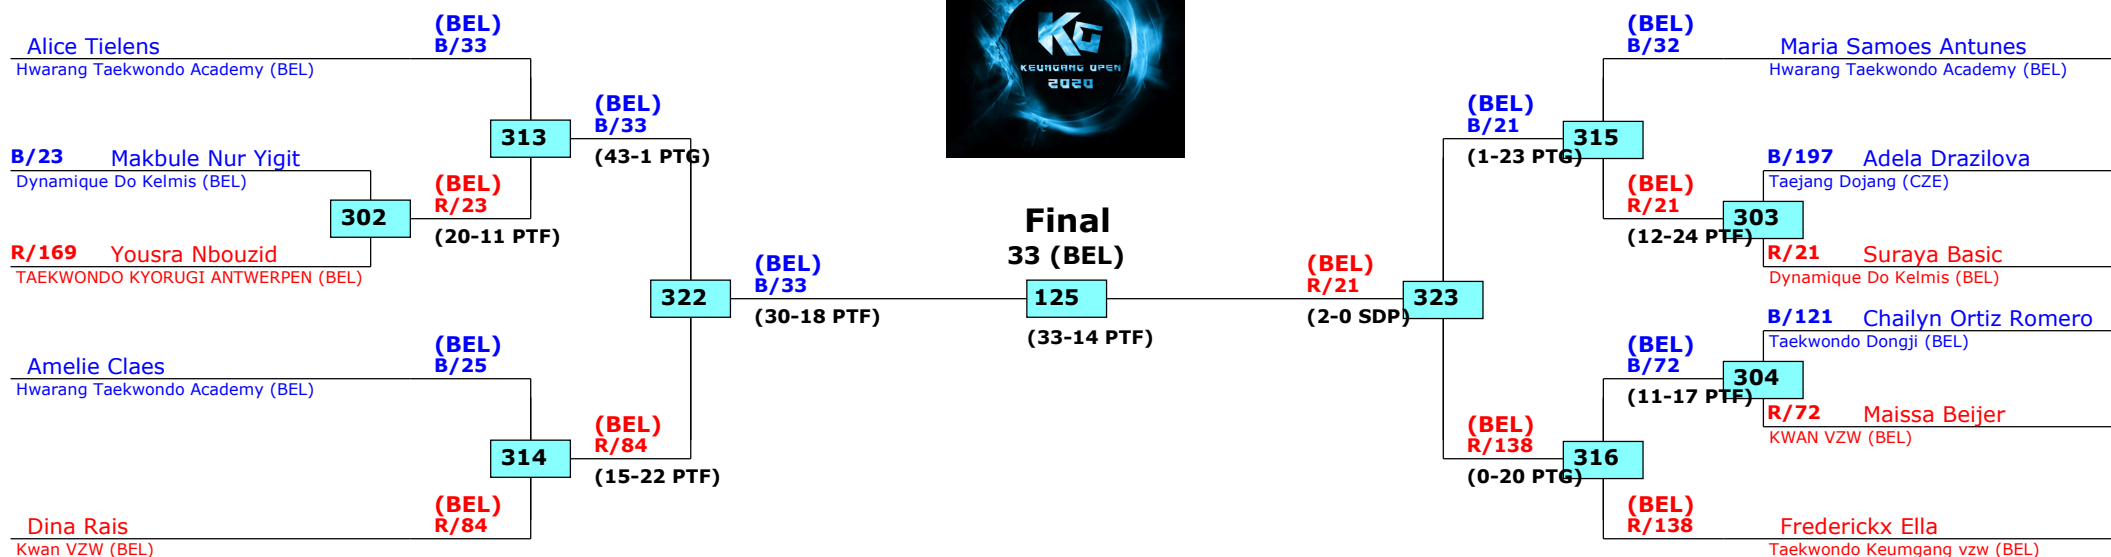 (BEL)
B/33
Alice Tielens
Hwarang Taekwondo Academy (BEL)
313
(BEL)
B/33
(43-1 PTG)
B/23 Makbule Nur Yigit
Dynamique Do Kelmis (BEL)
302
(BEL)
R/23
(20-11 PTF)
R/169 Yousra Nbouzid
TAEKWONDO KYORUGI ANTWERPEN (BEL)
322
(BEL)
B/33
(30-18 PTF)
(BEL)
B/25
Amelie Claes
Hwarang Taekwondo Academy (BEL)
314
(BEL)
R/84
(15-22 PTF)
(BEL)
R/84
Dina Rais
Kwan VZW (BEL)
KG
KEUMGANG OPEN
2020
Final
33 (BEL)
125
(33-14 PTF)
(BEL)
B/32
Maria Samoes Antunes
Hwarang Taekwondo Academy (BEL)
(BEL)
B/21
(1-23 PTG)
315
B/197 Adela Drazilova
Taejang Dojang (CZE)
(BEL)
R/21
(12-24 PTF)
303
R/21 Suraya Basic
Dynamique Do Kelmis (BEL)
(BEL)
R/21
(2-0 SDP)
323
B/121 Chailyn Ortiz Romero
Taekwondo Dongji (BEL)
(BEL)
B/72
(11-17 PTF)
304
R/72 Maissa Beijer
KWAN VZW (BEL)
(BEL)
R/138
(0-20 PTG)
316
(BEL)
R/138
Frederickx Ella
Taekwondo Keumgang vzw (BEL)